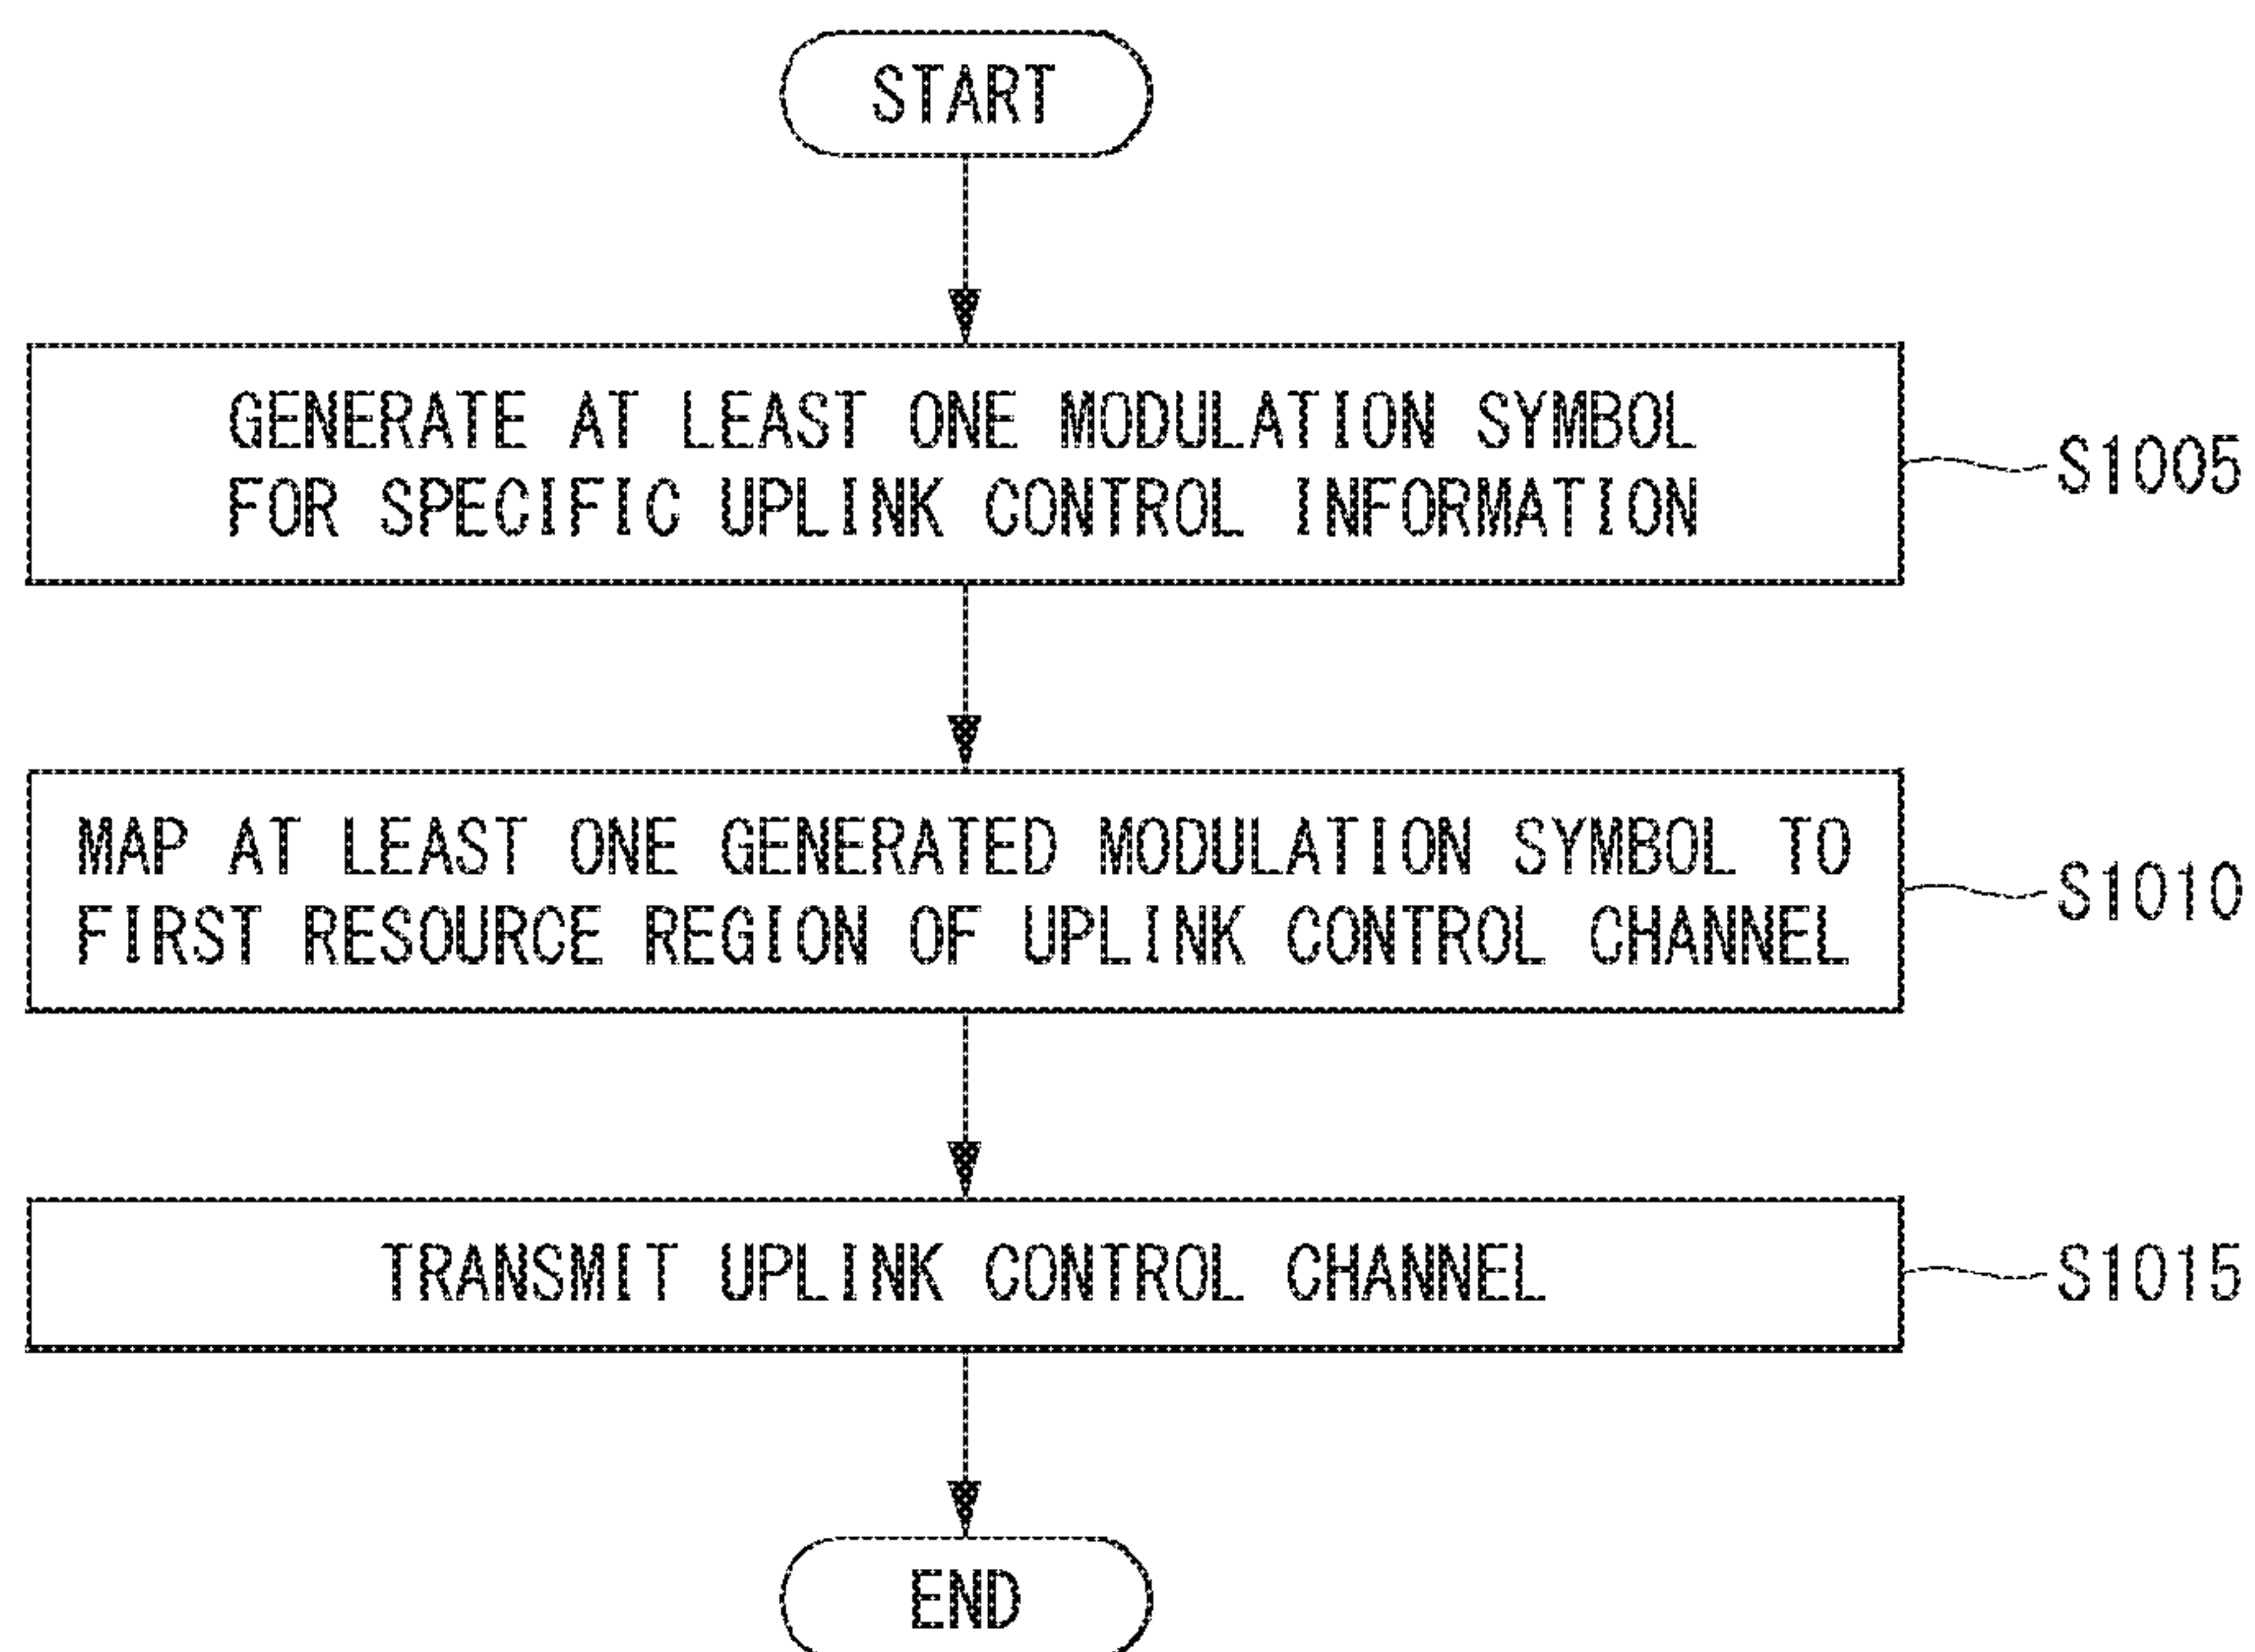 START
GENERATE AT LEAST ONE MODULATION SYMBOL
FOR SPECIFIC UPLINK CONTROL INFORMATION
S1005
MAP AT LEAST ONE GENERATED MODULATION SYMBOL TO
FIRST RESOURCE REGION OF UPLINK CONTROL CHANNEL
S1010
TRANSMIT UPLINK CONTROL CHANNEL
S1015
END